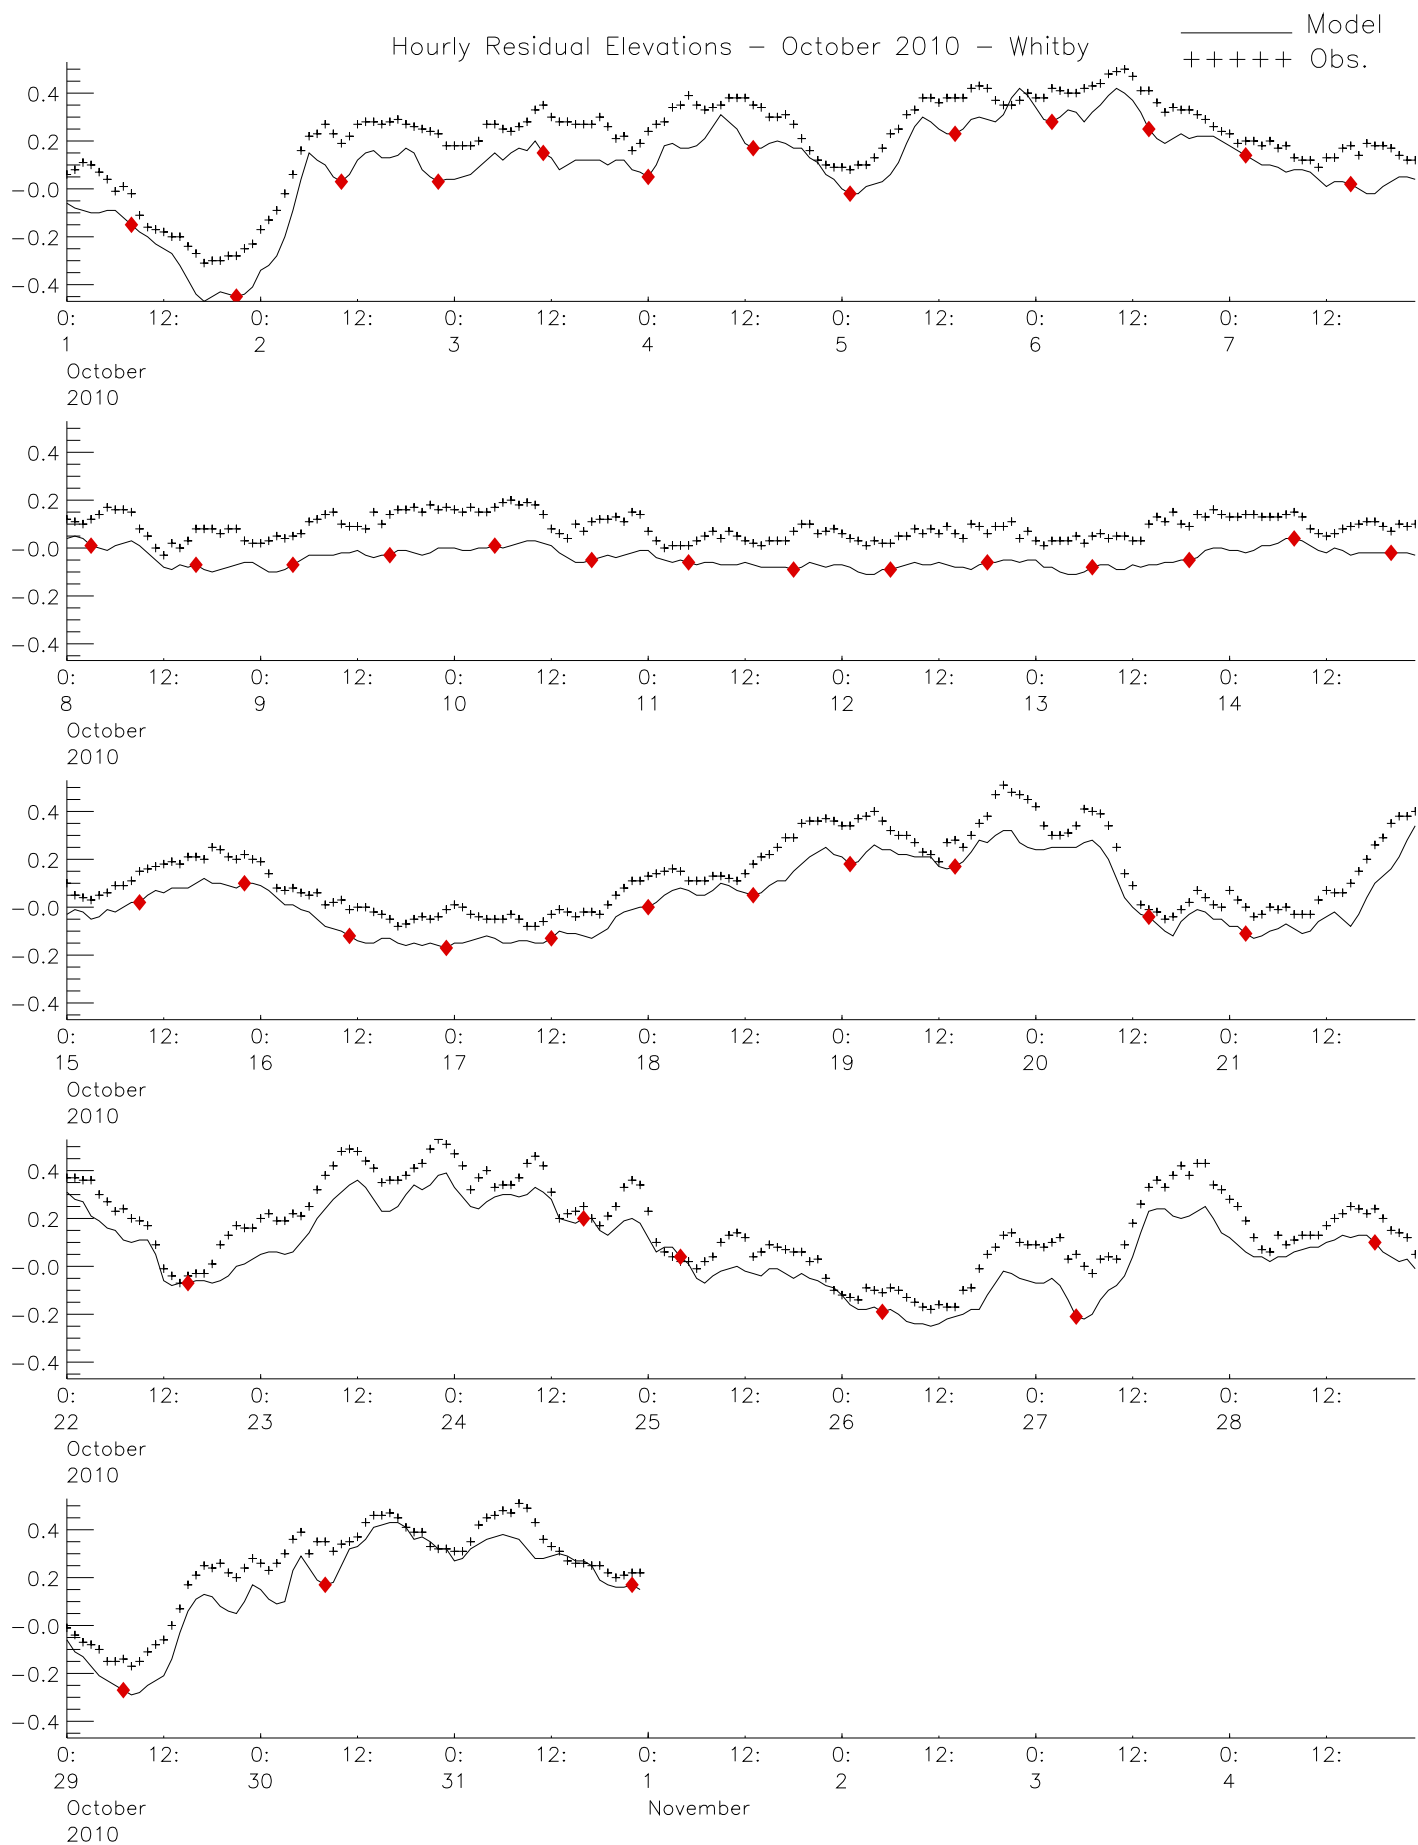 Model
Hourly Residual Elevations – October 2010 – Whitby
+++++ Obs.
0.4
0.2
−0.0
−0.2
−0.4
0: 12: 0: 12: 0: 12: 0: 12: 0: 12: 0: 12: 0: 12:
1 2 3 4 5 6 7
October
2010
0.4
0.2
−0.0
−0.2
−0.4
0: 12: 0: 12: 0: 12: 0: 12: 0: 12: 0: 12: 0: 12:
8 9 10 11 12 13 14
October
2010
0.4
0.2
−0.0
−0.2
−0.4
0: 12: 0: 12: 0: 12: 0: 12: 0: 12: 0: 12: 0: 12:
15 16 17 18 19 20 21
October
2010
0.4
0.2
−0.0
−0.2
−0.4
0: 12: 0: 12: 0: 12: 0: 12: 0: 12: 0: 12: 0: 12:
22 23 24 25 26 27 28
October
2010
0.4
0.2
−0.0
−0.2
−0.4
0: 12: 0: 12: 0: 12: 0: 12: 0: 12: 0: 12: 0: 12:
29 30 31 1 2 3 4
October November
2010